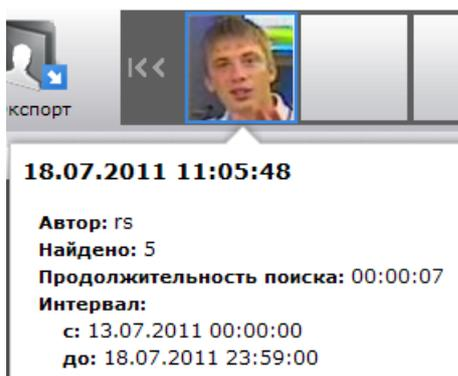 кспорт
18.07.2011 11:05:48
Автор: rs
Найдено: 5
Продолжительность поиска: 00:00:07
Интервал:
с: 13.07.2011 00:00:00
до: 18.07.2011 23:59:00